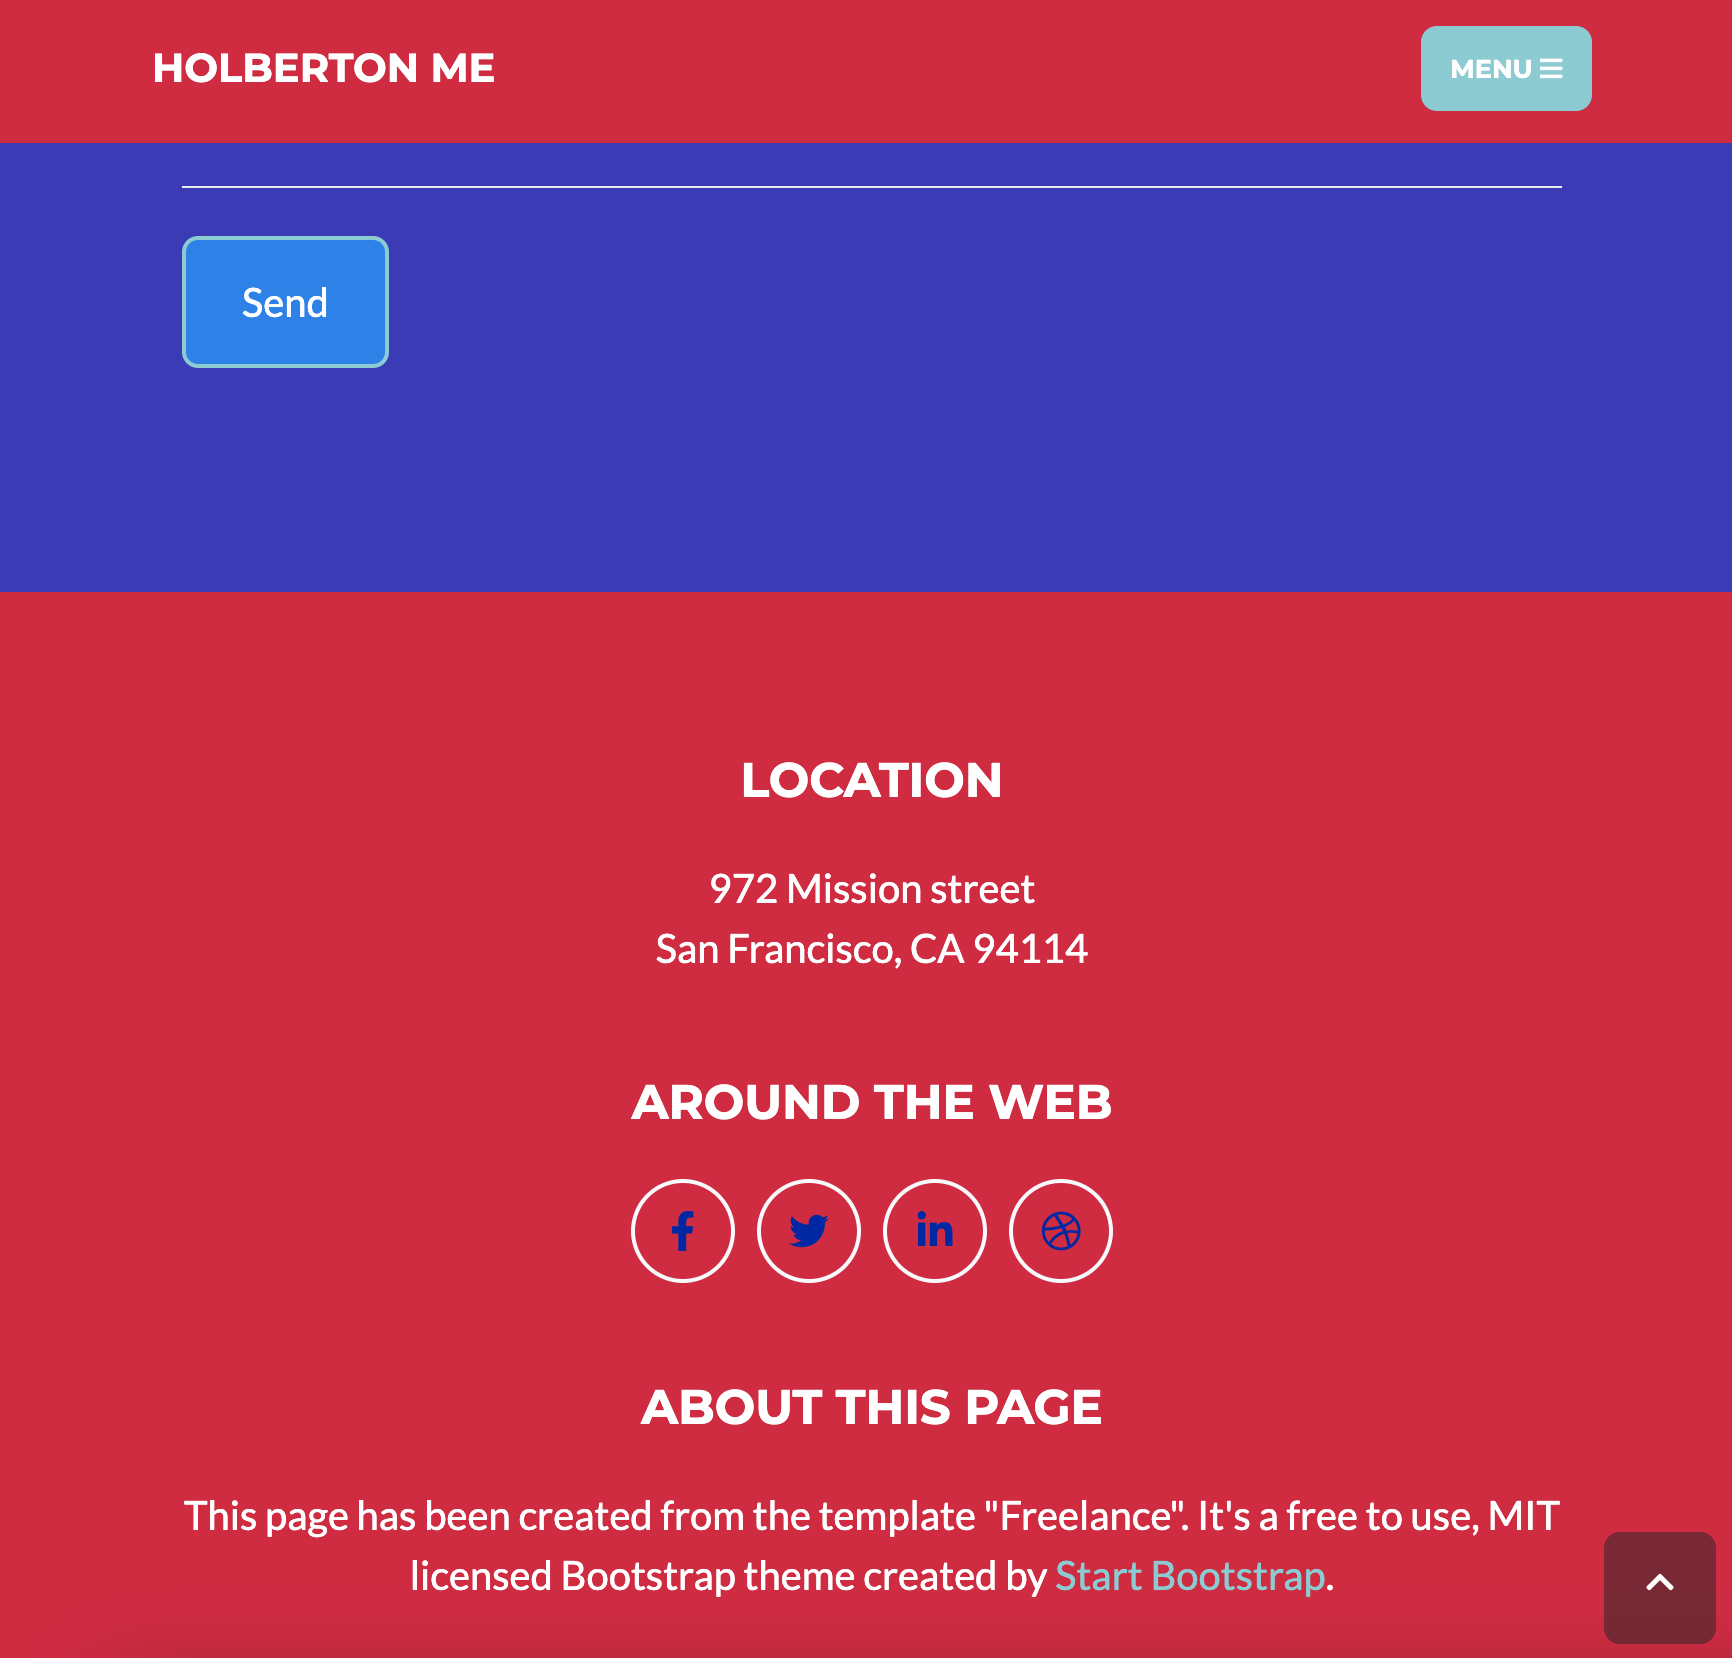 HOLBERTON ME
MENU
Send
LOCATION
972 Mission street
San Francisco, CA 94114
AROUND THE WEB
ABOUT THIS PAGE
This page has been created from the template "Freelance". It's a free to use, MIT
licensed Bootstrap theme created by Start Bootstrap.